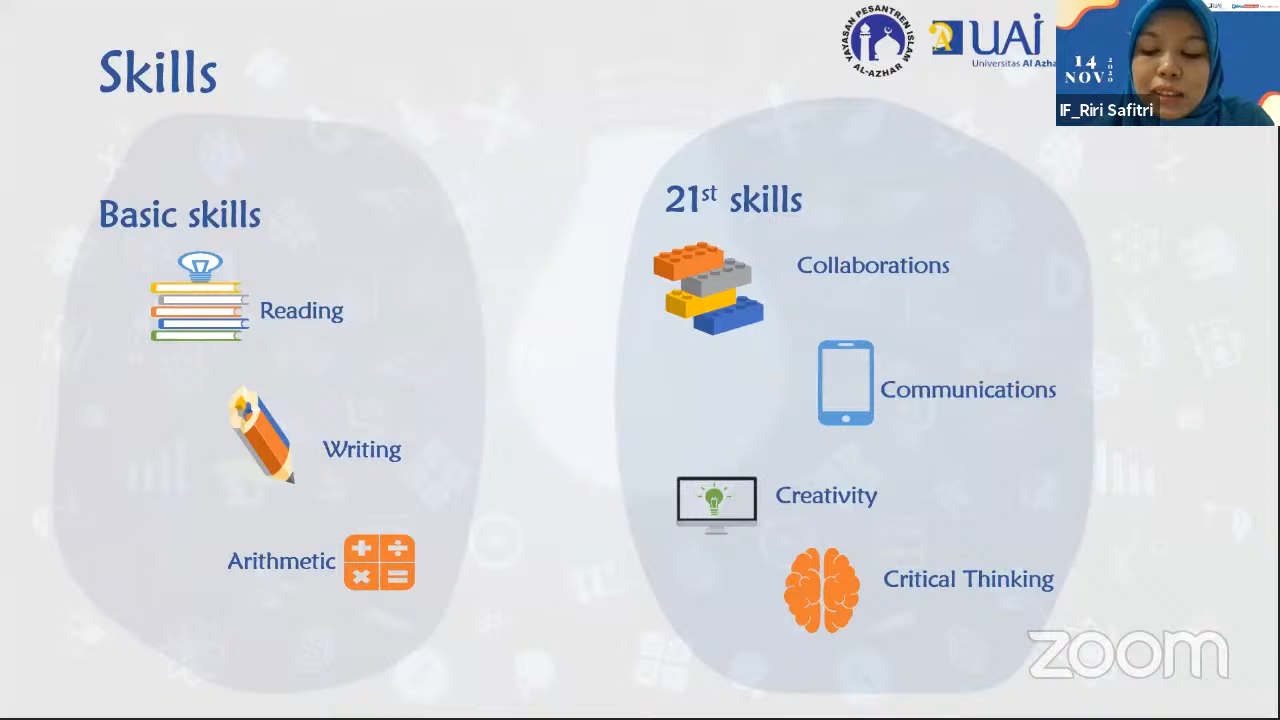 Skills
YAYASAN PESANTREN ISLAM
AL-AZHAR
UAI
Universitas Al Azha
14
NOV
2020
IF_Riri Safitri
Basic skills
Reading
Writing
Arithmetic
21st skills
Collaborations
Communications
Creativity
Critical Thinking
zoom